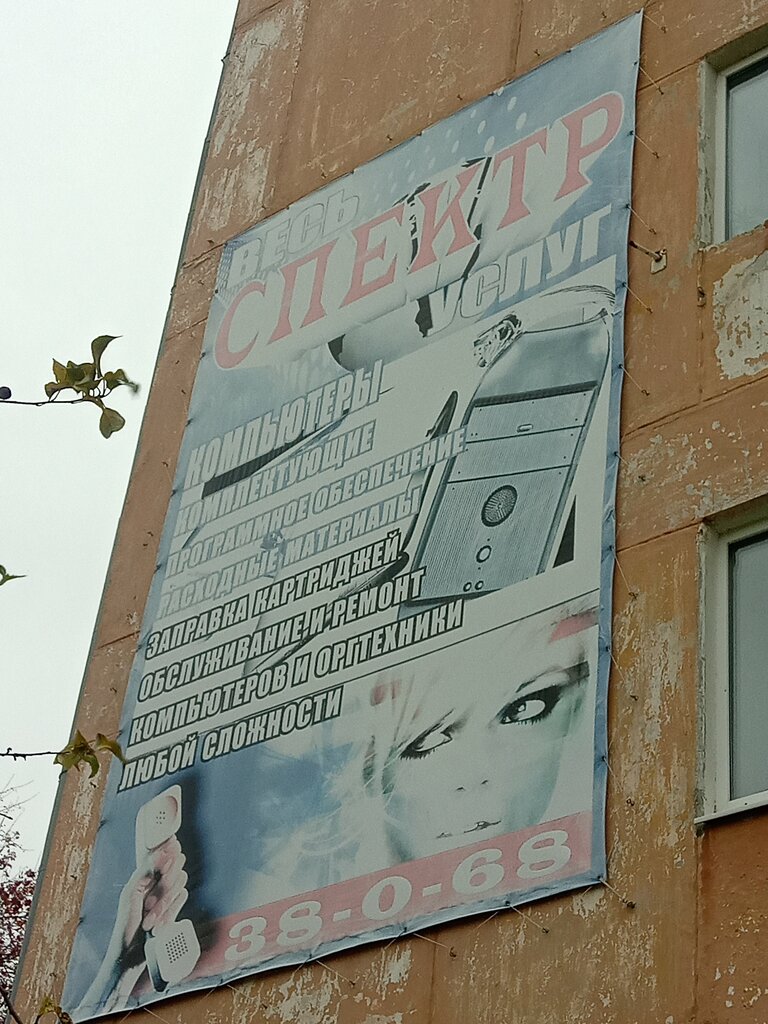 ВЕСЬ
СПЕКТР
УСЛУГ
КОМПЬЮТЕРЫ
КОМПЛЕКТУЮЩИЕ
ПРОГРАММНОЕ ОБЕСПЕЧЕНИЕ
РАСХОДНЫЕ МАТЕРИАЛЫ
ЗАПРАВКА КАРТРИДЖЕЙ
ОБСЛУЖИВАНИЕ И РЕМОНТ
КОМПЬЮТЕРОВ И ОРГТЕХНИКИ
ЛЮБОЙ СЛОЖНОСТИ
38-0-68